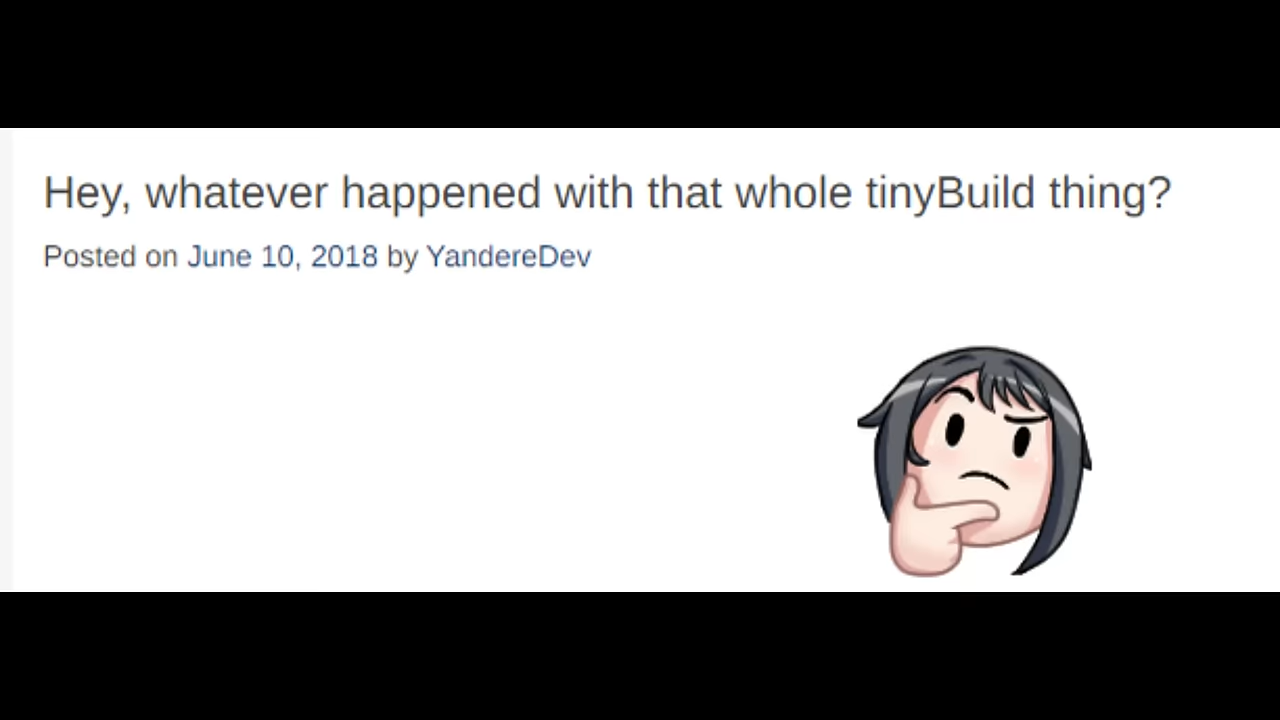 Hey, whatever happened with that whole tinyBuild thing?
Posted on June 10, 2018 by YandereDev